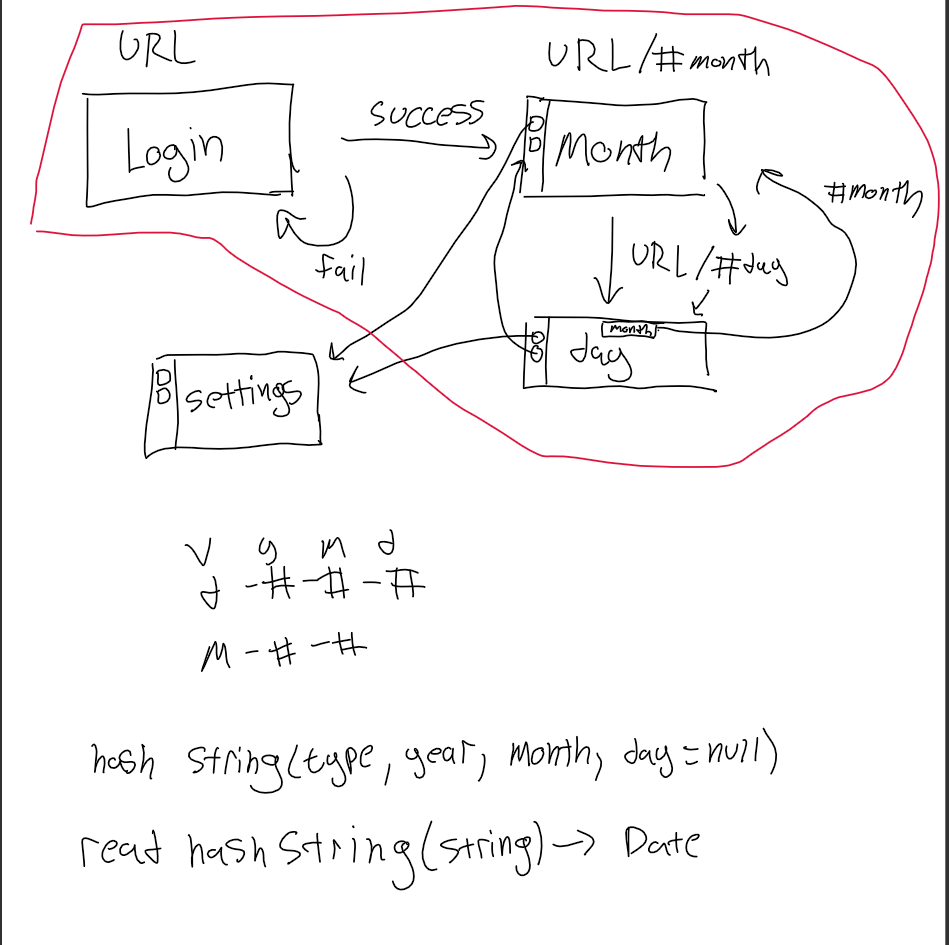 URL
URL/#month
Login
success
Month
#month
fail
URL/#day
month
day
settings
v y m d
d-#-#-#
m-#-#
hash String(type, year, month, day=null)
read hash String(string) -> Date